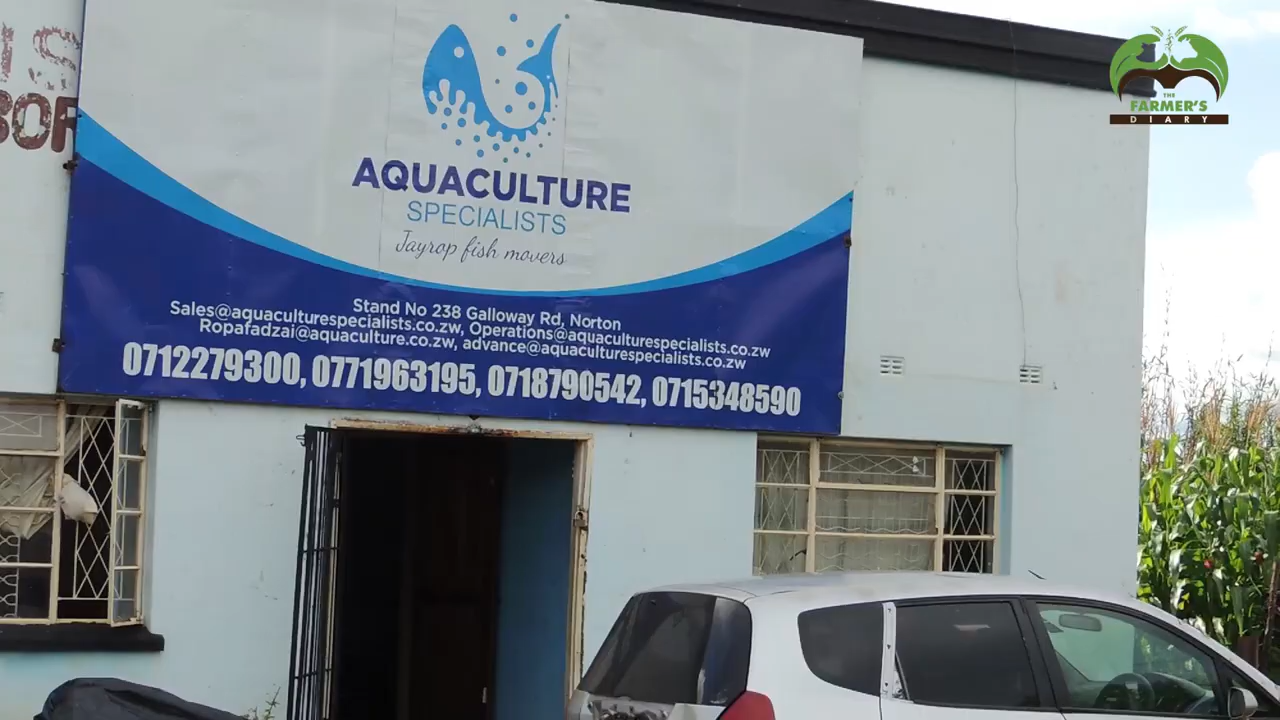 THE
FARMER'S
DIARY
IS
AQUACULTURE
SPECIALISTS
Jayrop fish movers
Stand No 238 Galloway Rd, Norton
Sales@aquaculturespecialists.co.zw, Operations@aquaculturespecialists.co.zw
Ropafadzai@aquaculture.co.zw, advance@aquaculturespecialists.co.zw
0712279300, 0771963195, 0718790542, 0715348590